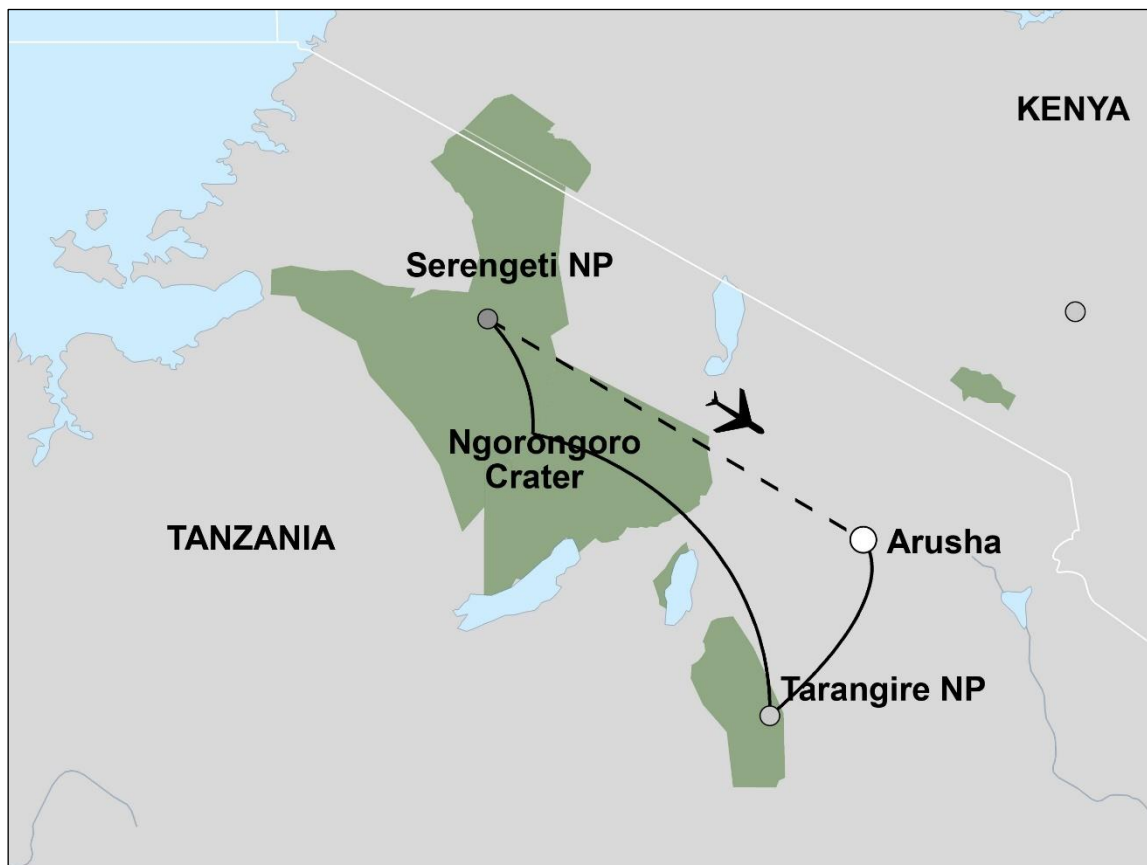 KENYA
Serengeti NP
Ngorongoro
Crater
TANZANIA
Arusha
Tarangire NP